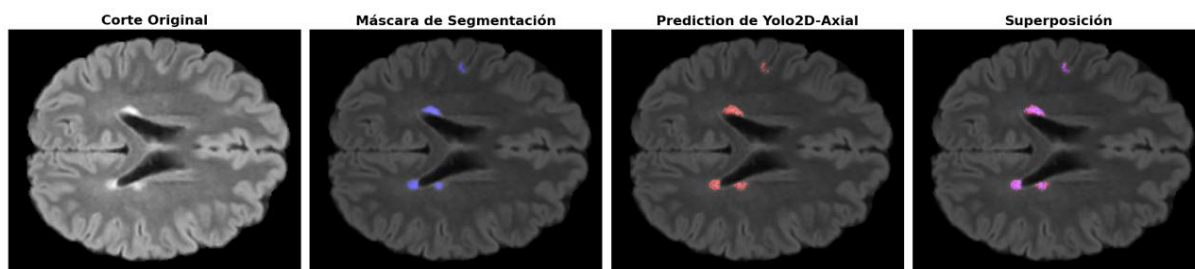 Corte Original
Máscara de Segmentación
Prediction de Yolo2D-Axial
Superposición